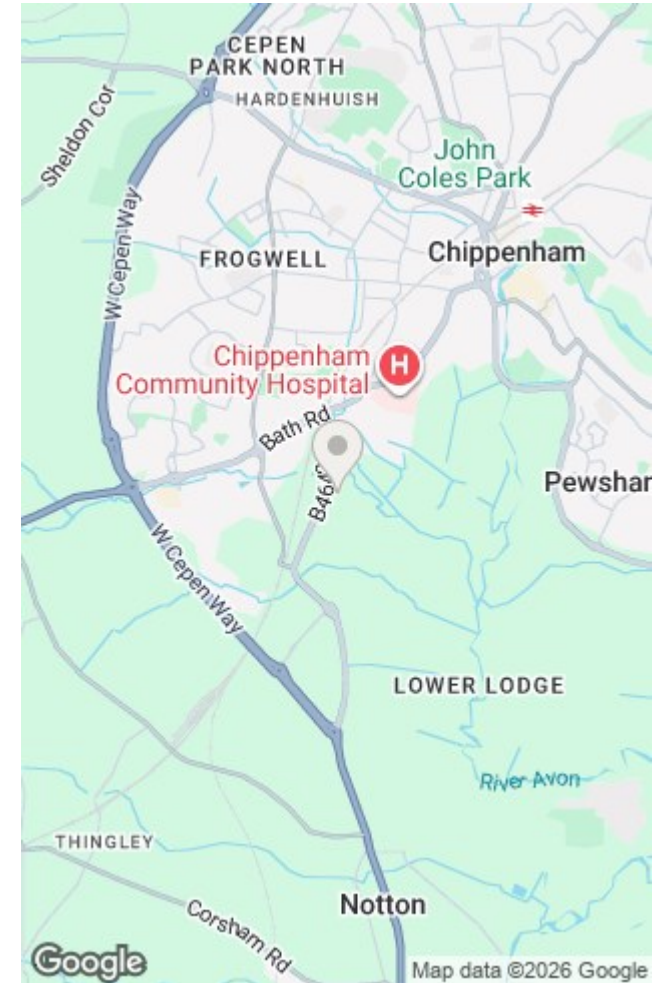 CEPEN
PARK NORTH
HARDENHUISH
Sheldon Cor
John
Coles Park
W Cepen Way
FROGWELL
Chippenham
Chippenham
Community Hospital
H
Bath Rd
Pewshar
W Cepen Way
LOWER LODGE
River Avon
THINGLEY
Notton
Corsham Rd
Google
Map data ©2026 Google